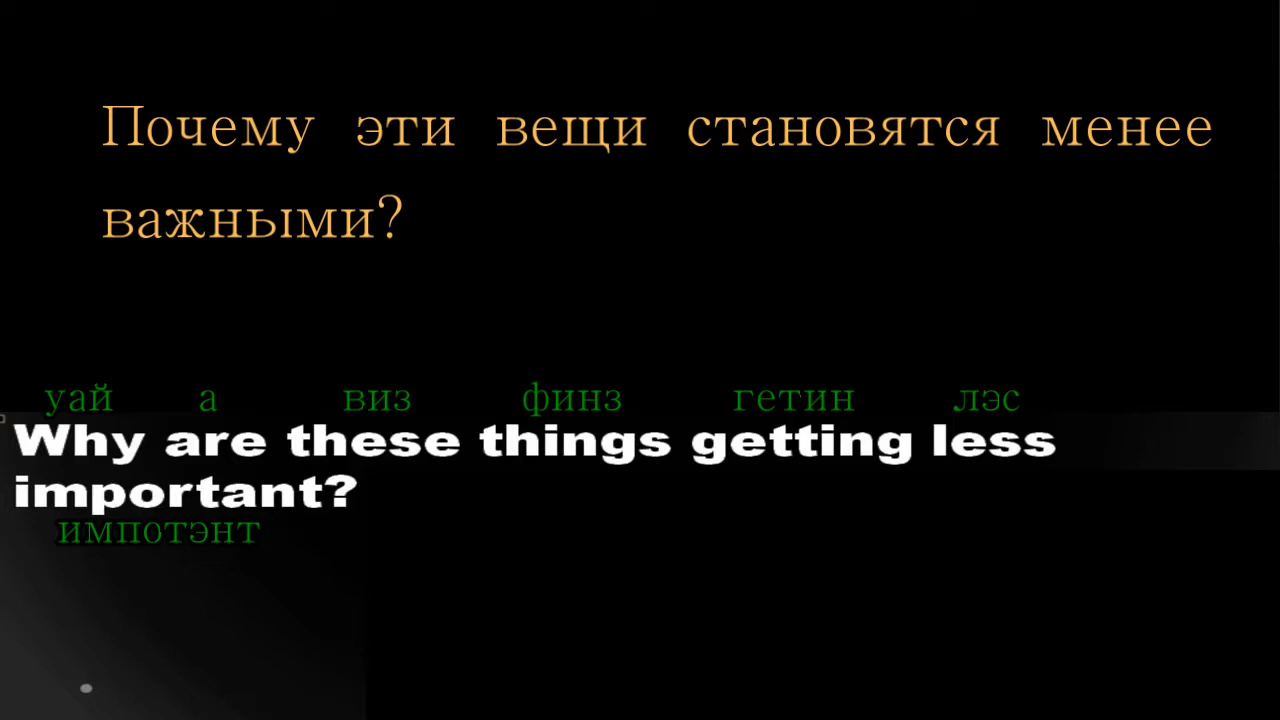 Почему эти вещи становятся менее
важными?
уай а виз финз гетин лэс
Why are these things getting less
important?
импотэнт